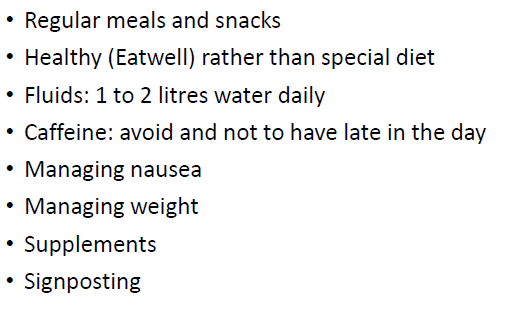 • Regular meals and snacks
• Healthy (Eatwell) rather than special diet
• Fluids: 1 to 2 litres water daily
• Caffeine: avoid and not to have late in the day
• Managing nausea
• Managing weight
• Supplements
• Signposting